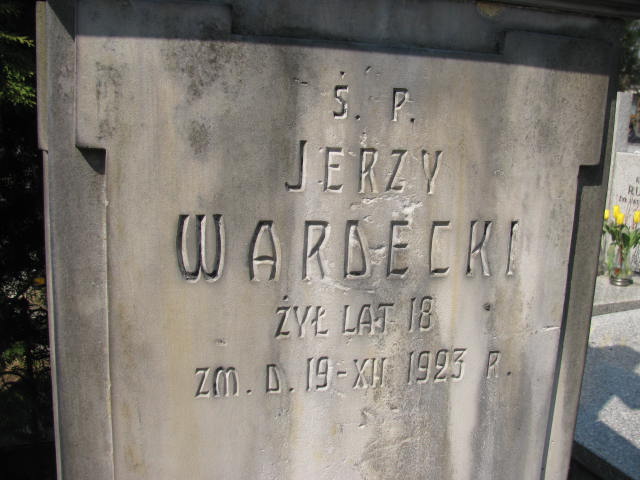 Ś. P.
JERZY
WARDECKI
ŻYŁ LAT 18
ZM. D. 19-XII 1923 R.